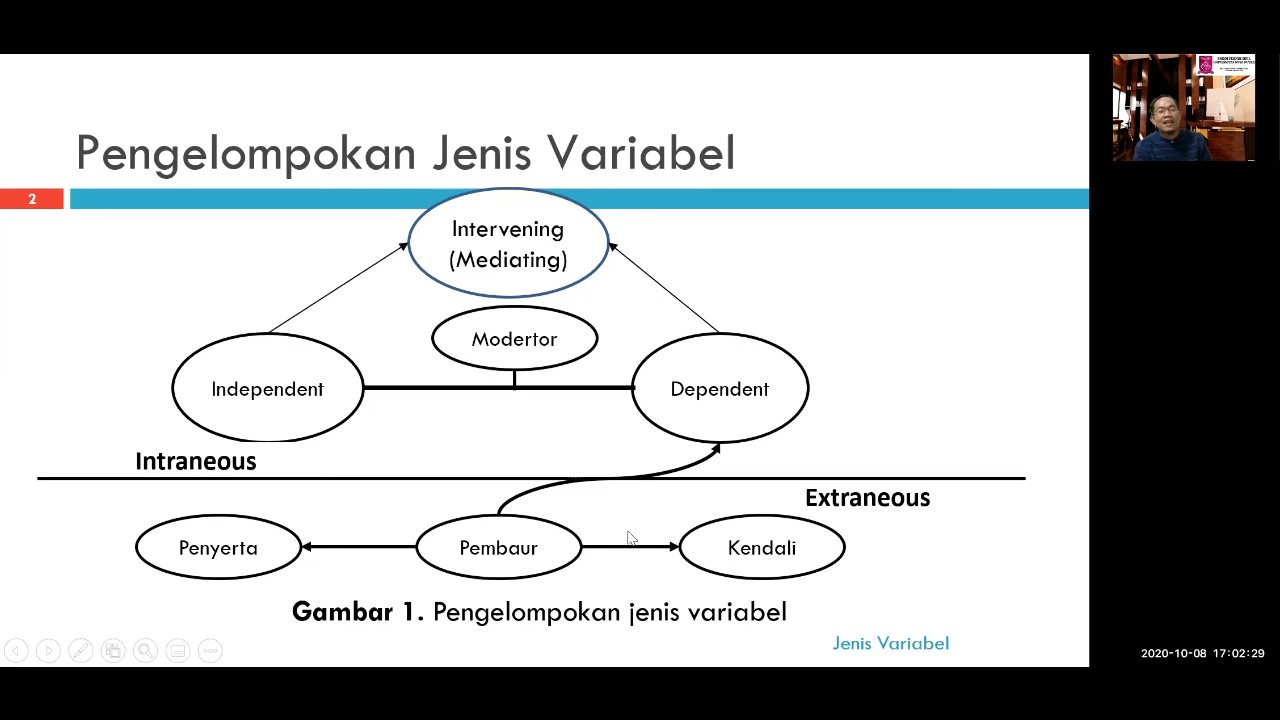 Pengelompokan Jenis Variabel
2
Intervening
(Mediating)
Modertor
Independent
Dependent
Intraneous
Extraneous
Penyerta
Pembaur
Kendali
Gambar 1. Pengelompokan jenis variabel
Jenis Variabel
2020-10-08 17:02:29